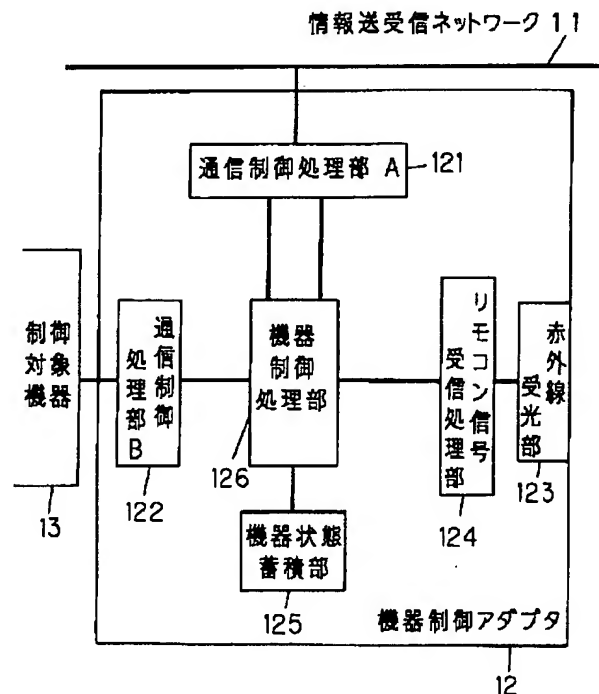 情報送受信ネットワーク 11
通信制御処理部 A
121
制御
対象
機器
13
通信制御
処理部B
122
機器
制御
処理部
126
リモコン信号
受信処理部
124
赤外線
受光部
123
機器状態
蓄積部
125
機器制御アダプタ
12